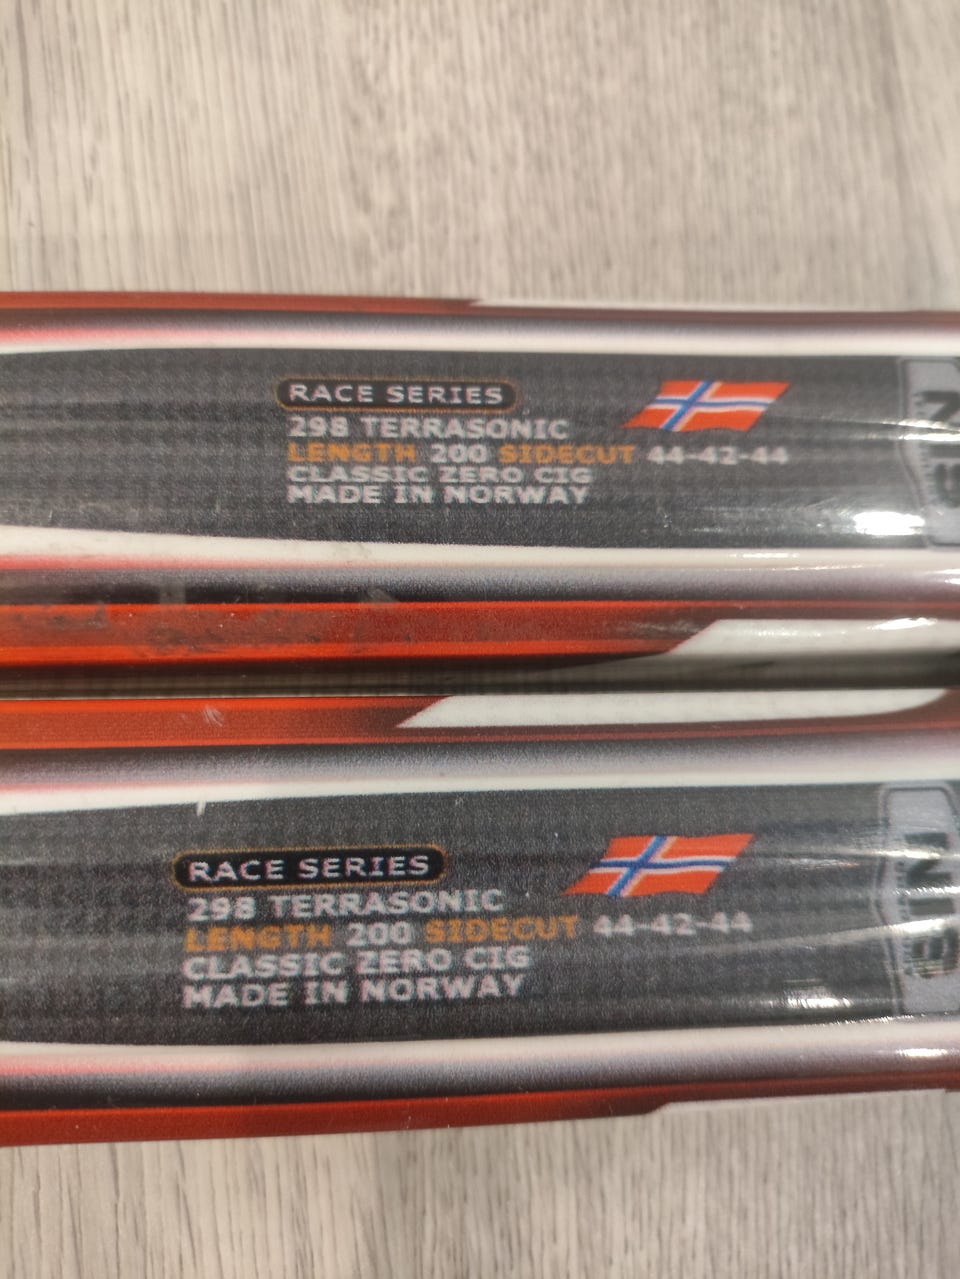 RACE SERIES
298 TERRASONIC
LENGTH 200 SIDECUT 44-42-44
CLASSIC ZERO CIG
MADE IN NORWAY
RACE SERIES
298 TERRASONIC
LENGTH 200 SIDECUT 44-42-44
CLASSIC ZERO CIG
MADE IN NORWAY